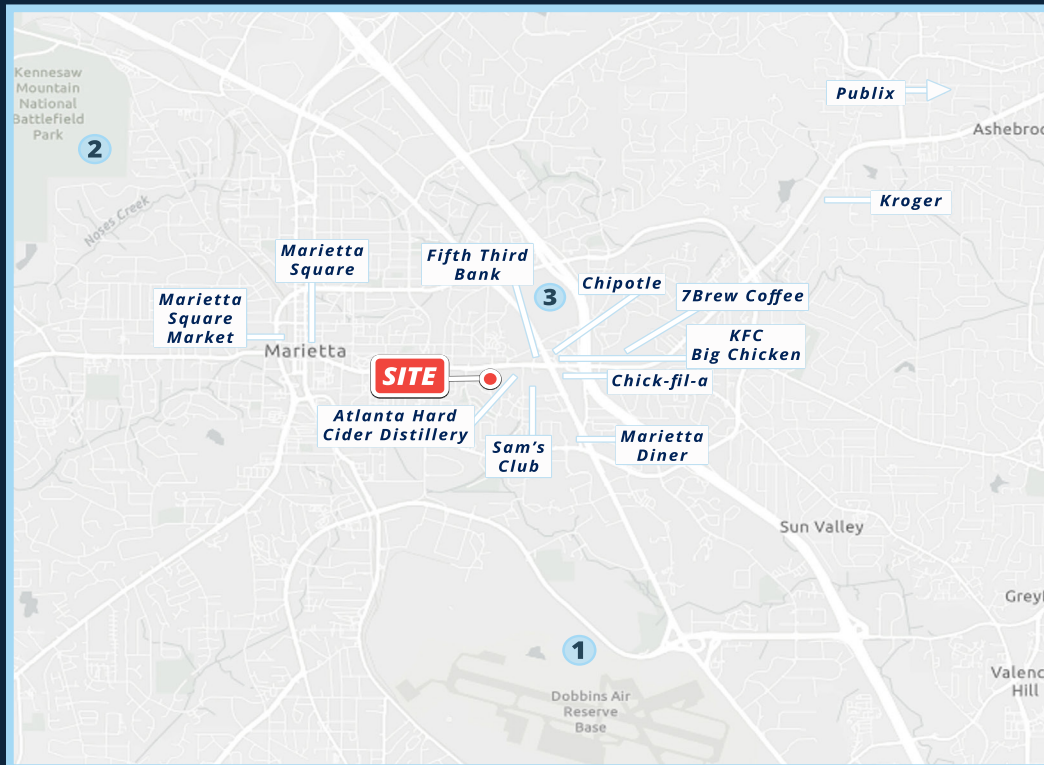 Kennesaw
Mountain
National
Battlefield
Park
2
Noses Creek
Publix
Ashebroo
Kroger
Marietta
Square
Fifth Third
Bank
3
Chipotle
7Brew Coffee
Marietta
Square
Market
KFC
Big Chicken
Marietta
SITE
Chick-fil-a
Atlanta Hard
Cider Distillery
Sam's
Club
Marietta
Diner
Sun Valley
Greyf
1
Valenc
Hill
Dobbins Air
Reserve
Base